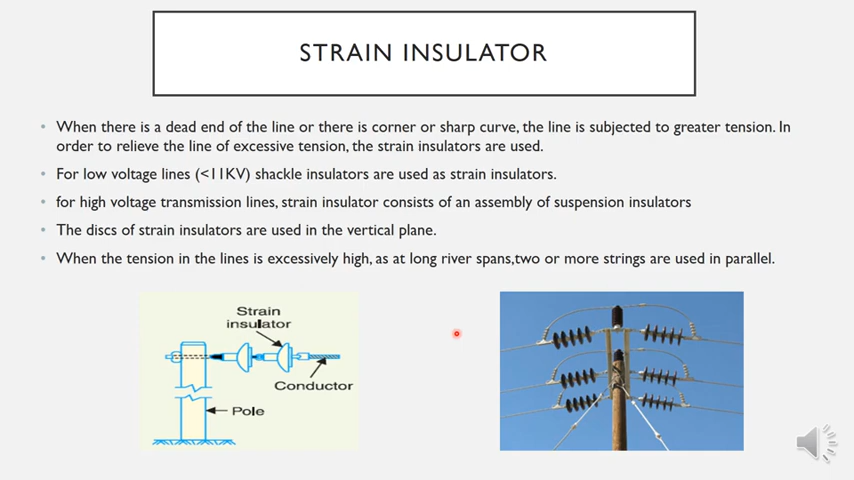 STRAIN INSULATOR
• When there is a dead end of the line or there is corner or sharp curve, the line is subjected to greater tension. In
order to relieve the line of excessive tension, the strain insulators are used.
• For low voltage lines (<11KV) shackle insulators are used as strain insulators.
• for high voltage transmission lines, strain insulator consists of an assembly of suspension insulators
• The discs of strain insulators are used in the vertical plane.
• When the tension in the lines is excessively high, as at long river spans,two or more strings are used in parallel.
Strain
insulator
Conductor
Pole